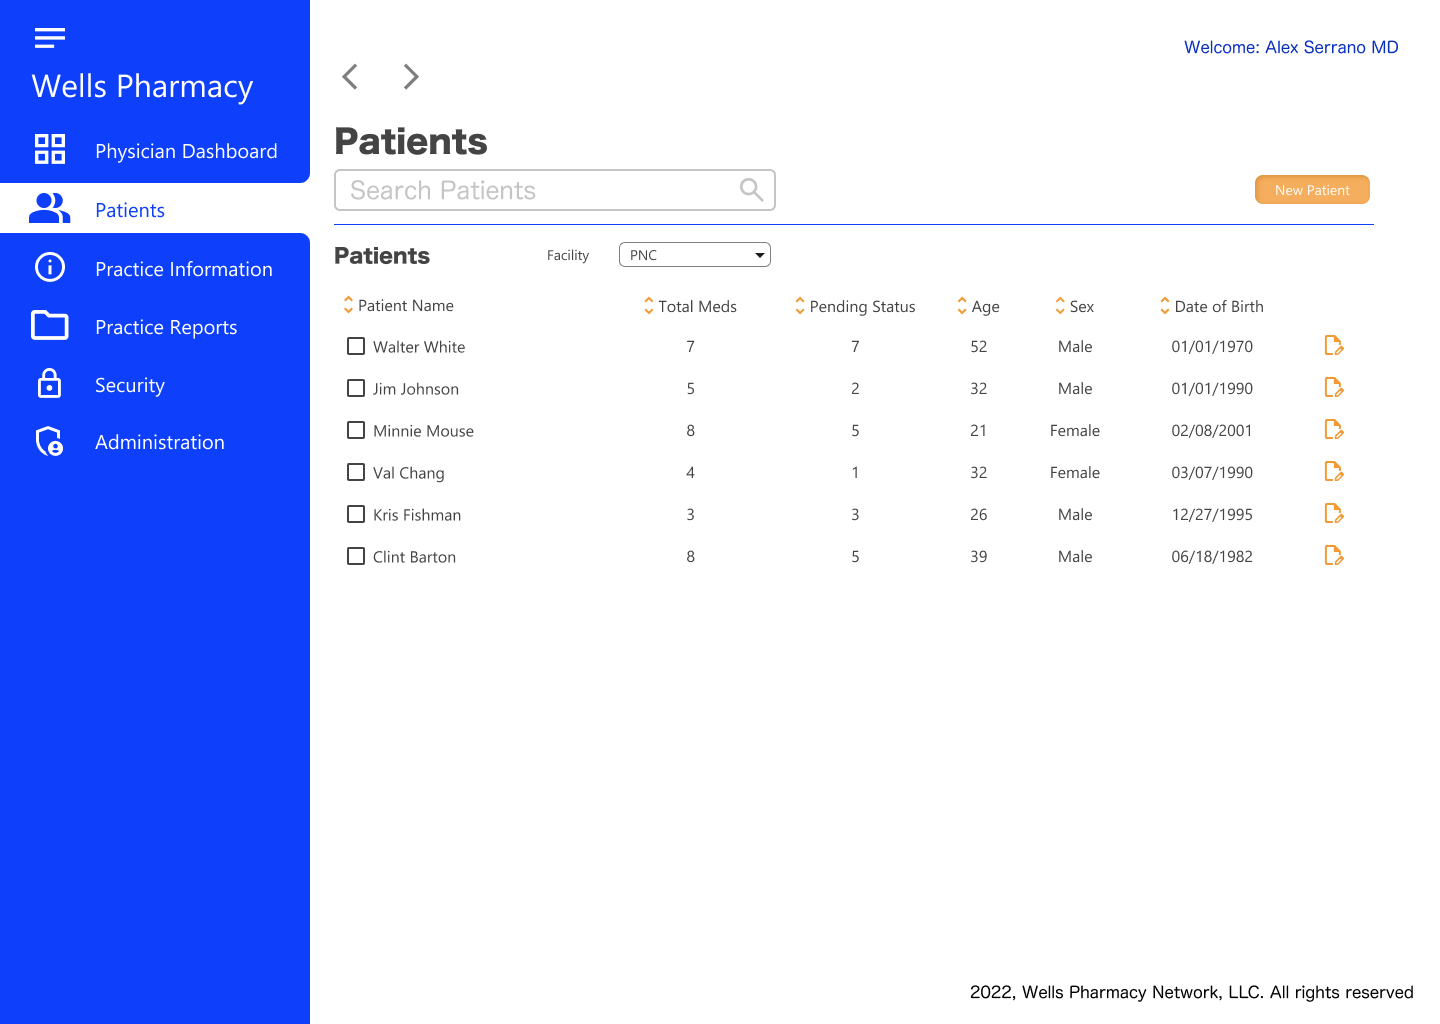 Welcome: Alex Serrano MD
Wells Pharmacy
Physician Dashboard
Patients
Practice Information
Practice Reports
Security
Administration
Patients
Search Patients
New Patient
Patients Facility PNC
Patient Name Total Meds Pending Status Age Sex Date of Birth
Walter White 7 7 52 Male 01/01/1970
Jim Johnson 5 2 32 Male 01/01/1990
Minnie Mouse 8 5 21 Female 02/08/2001
Val Chang 4 1 32 Female 03/07/1990
Kris Fishman 3 3 26 Male 12/27/1995
Clint Barton 8 5 39 Male 06/18/1982
2022, Wells Pharmacy Network, LLC. All rights reserved